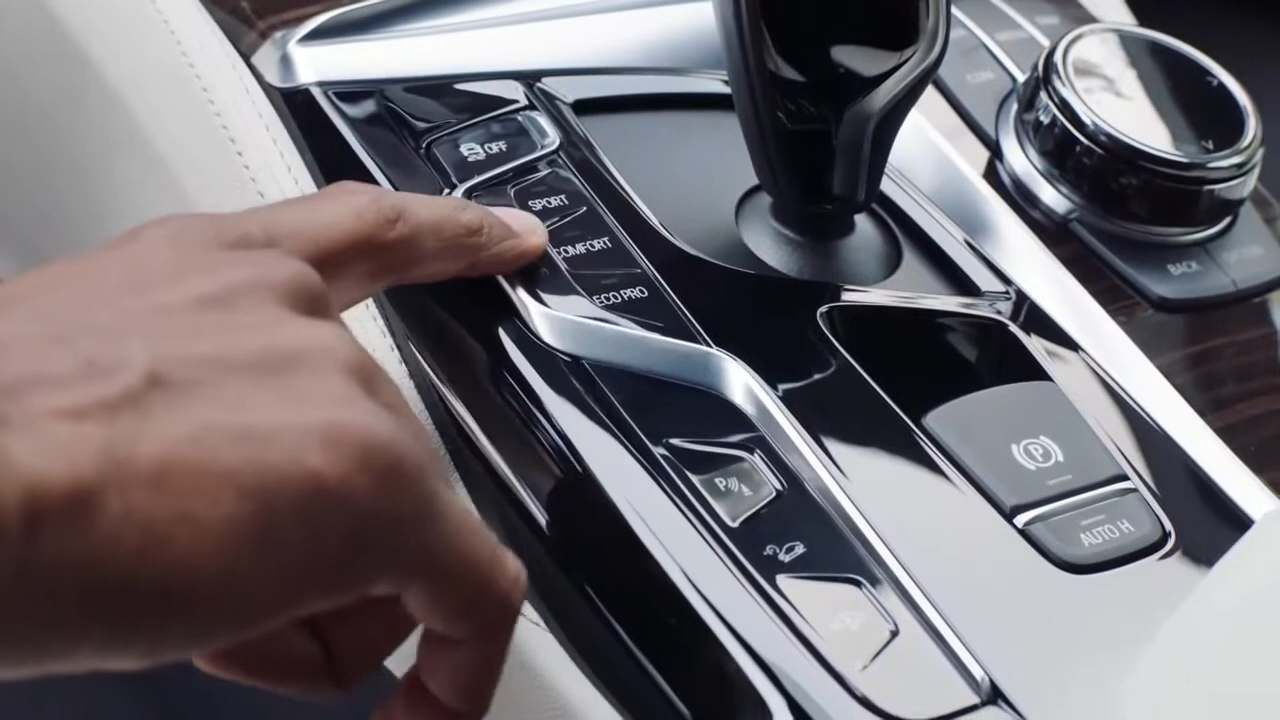 OFF
SPORT
COMFORT
ECO PRO
P
BACK
P
AUTO H